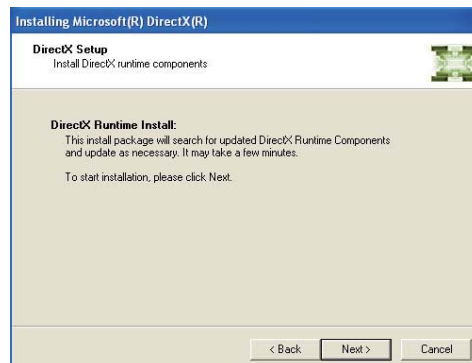 Installing Microsoft(R) DirectX(R)
DirectX Setup
Install DirectX runtime components
DirectX Runtime Install:
This install package will search for updated DirectX Runtime Components
and update as necessary. It may take a few minutes.
To start installation, please click Next.
< Back
Next >
Cancel